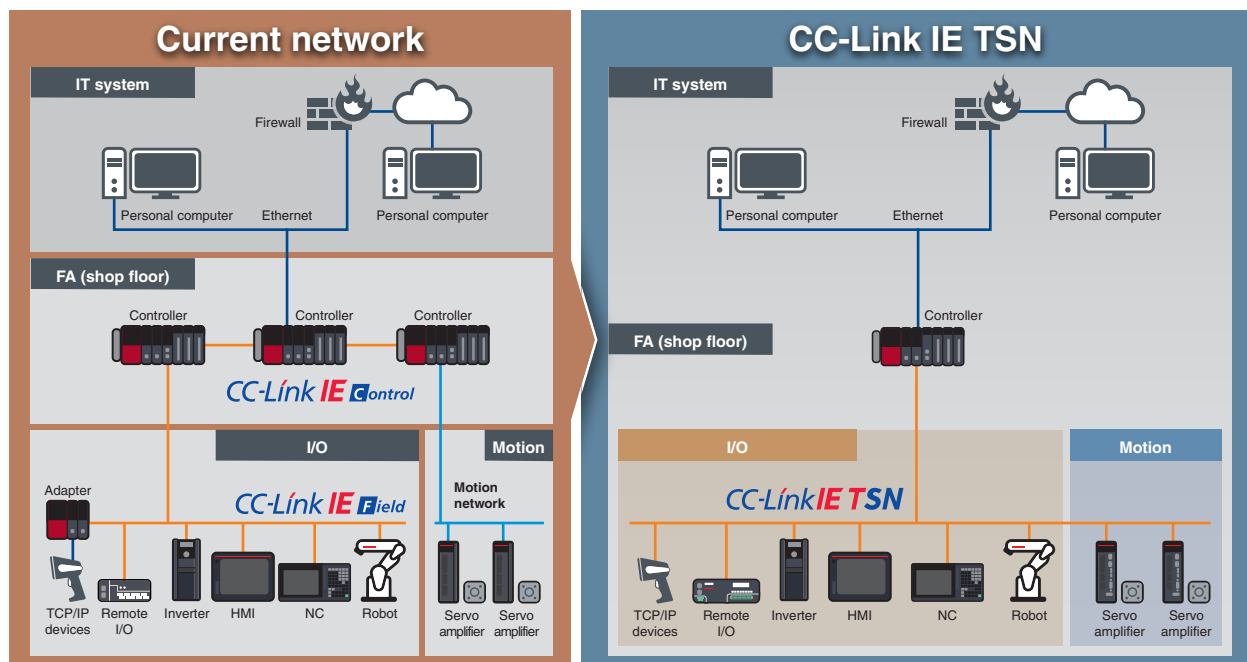 Current network
IT system
Firewall
Personal computer
Ethernet
Personal computer
FA (shop floor)
Controller
Controller
Controller
CC-Link IE Control
I/O
Motion
Adapter
CC-Link IE Field
Motion
network
TCP/IP
devices
Remote
I/O
Inverter
HMI
NC
Robot
Servo
amplifier
Servo
amplifier
CC-Link IE TSN
IT system
Firewall
Personal computer
Ethernet
Personal computer
FA (shop floor)
Controller
I/O
Motion
CC-Link IE TSN
TCP/IP
devices
Remote
I/O
Inverter
HMI
NC
Robot
Servo
amplifier
Servo
amplifier